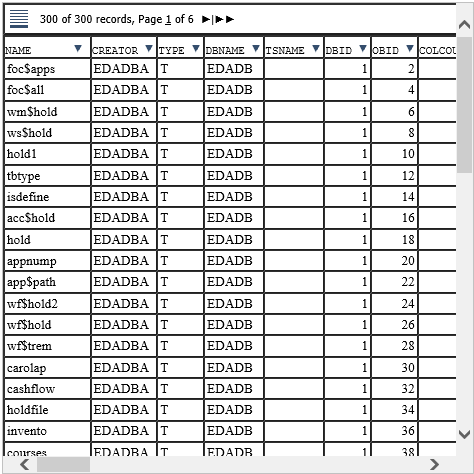 300 of 300 records, Page 1 of 6
NAME CREATOR TYPE DBNAME TSNAME DBID OBID COLCOU
foc$apps EDADBA T EDADB 1 2
foc$all EDADBA T EDADB 1 4
wm$hold EDADBA T EDADB 1 6
ws$hold EDADBA T EDADB 1 8
hold1 EDADBA T EDADB 1 10
tbtype EDADBA T EDADB 1 12
isdefine EDADBA T EDADB 1 14
acc$hold EDADBA T EDADB 1 16
hold EDADBA T EDADB 1 18
appnump EDADBA T EDADB 1 20
app$path EDADBA T EDADB 1 22
wf$hold2 EDADBA T EDADB 1 24
wf$hold EDADBA T EDADB 1 26
wf$trem EDADBA T EDADB 1 28
carolap EDADBA T EDADB 1 30
cashflow EDADBA T EDADB 1 32
holdfile EDADBA T EDADB 1 34
invento EDADBA T EDADB 1 36
courses EDADBA T EDADB 1 38